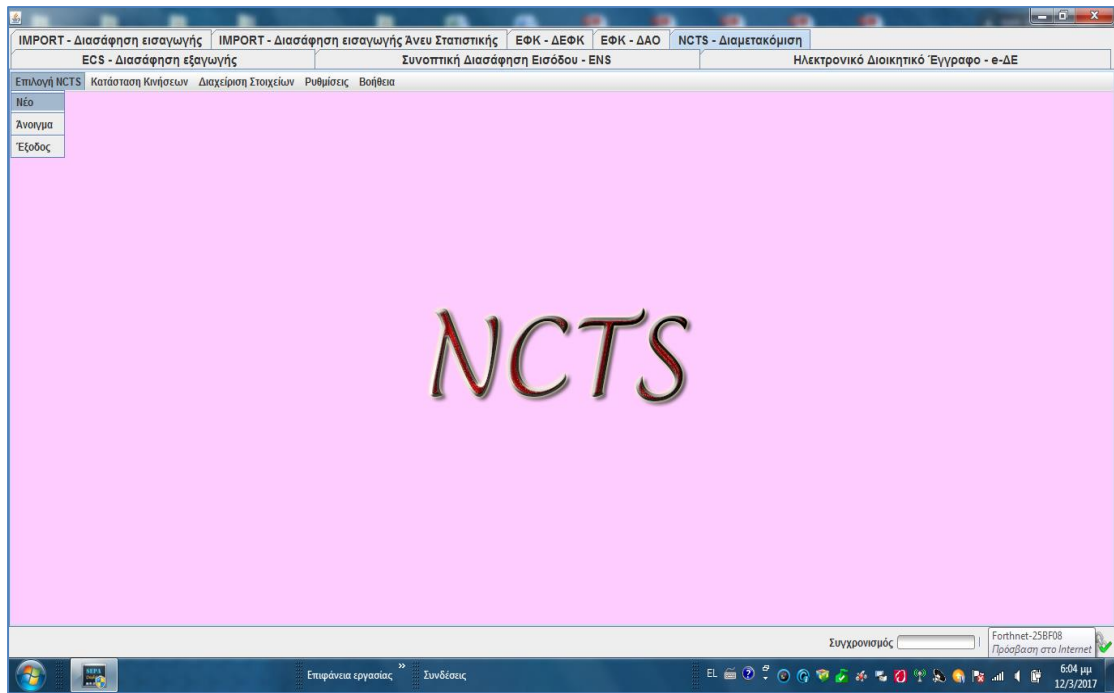 IMPORT - Διασάφηση εισαγωγής IMPORT - Διασάφηση εισαγωγής Άνευ Στατιστικής ΕΦΚ - ΔΕΦΚ ΕΦΚ - ΔΑΟ NCTS - Διαμετακόμιση
ECS - Διασάφηση εξαγωγής Συνοπτική Διασάφηση Εισόδου - ENS Ηλεκτρονικό Διοικητικό Έγγραφο - e-ΔΕ
Επιλογή NCTS Κατάσταση Κινήσεων Διαχείριση Στοιχείων Ρυθμίσεις Βοήθεια
Νέο
Άνοιγμα
Έξοδος
NCTS
Συγχρονισμός
Forthnet-25BF08
Πρόσβαση στο Internet
Επιφάνεια εργασίας » Συνδέσεις EL 6:04 μμ
12/3/2017